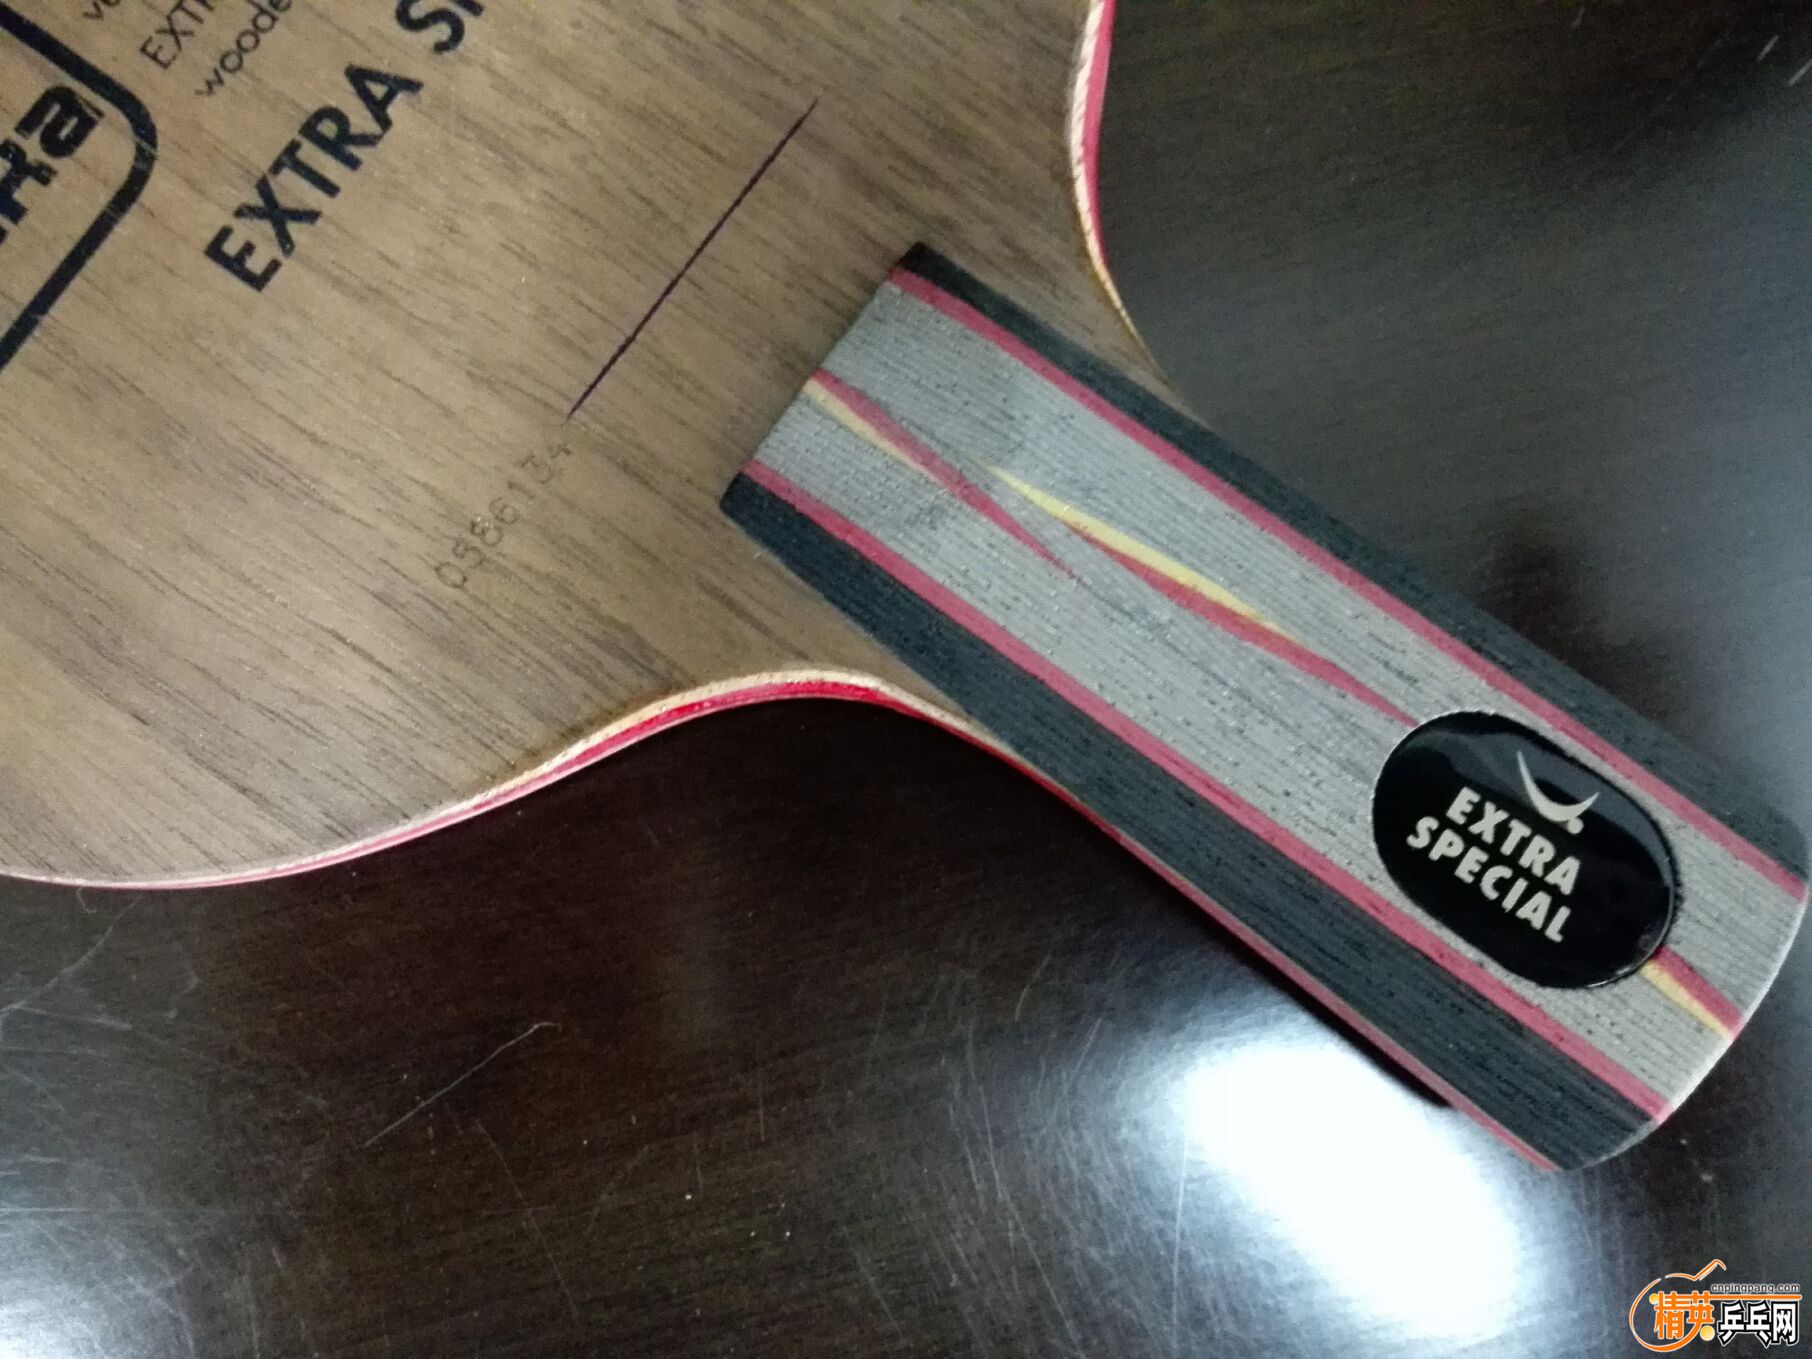 EXTRA
0586134
EXTRA
SPECIAL
cnpingpang.com
精英乒乓网